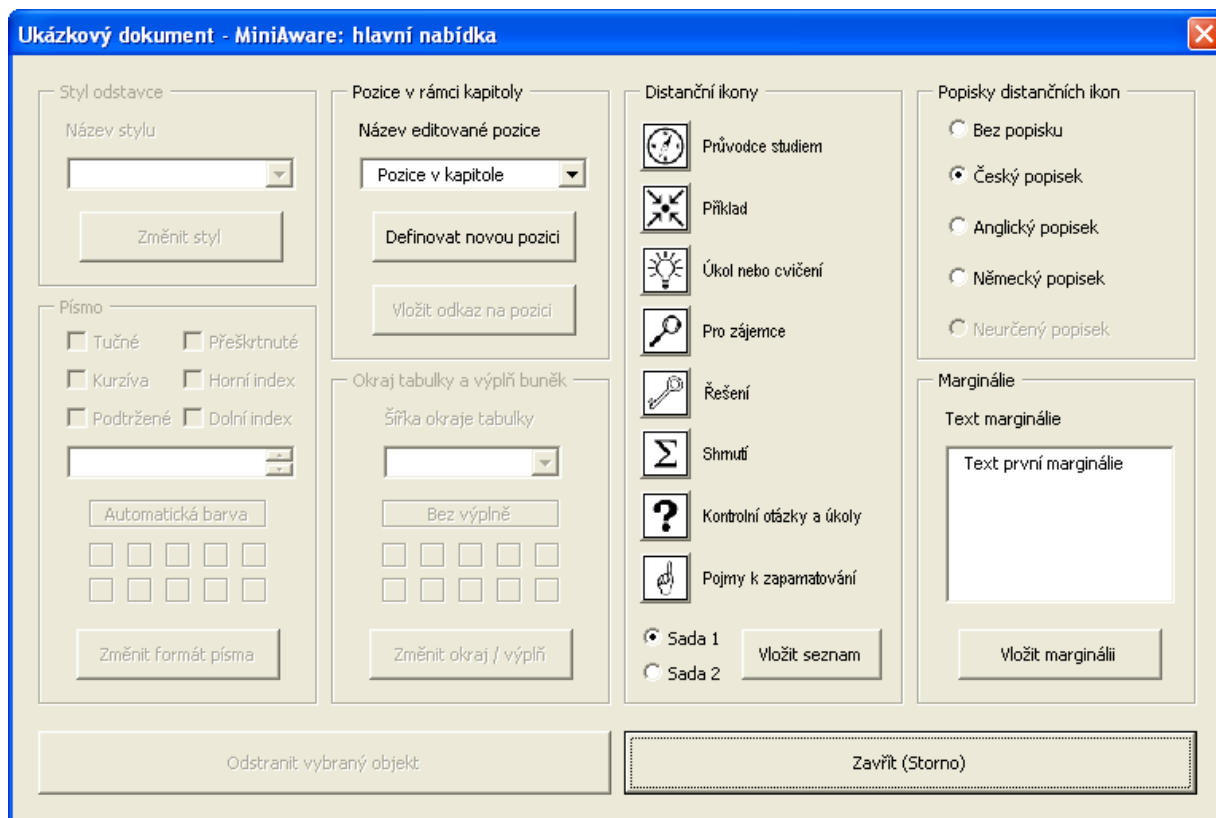 Ukázkový dokument - MiniAware: hlavní nabídka
Styl odstavce
Název stylu
Změnit styl
Písmo
Tučné
Přeškrtnuté
Kurzíva
Horní index
Podtržené
Dolní index
Automatická barva
Změnit formát písma
Pozice v rámci kapitoly
Název editované pozice
Pozice v kapitole
Definovat novou pozici
Vložit odkaz na pozici
Okraj tabulky a výplň buněk
Šířka okraje tabulky
Bez výplně
Změnit okraj / výplň
Distanční ikony
Průvodce studiem
Příklad
Úkol nebo cvičení
Pro zájemce
Řešení
Σ
Shrnutí
?
Kontrolní otázky a úkoly
Pojmy k zapamatování
Sada 1
Sada 2
Vložit seznam
Popisky distančních ikon
Bez popisku
Český popisek
Anglický popisek
Německý popisek
Neurčený popisek
Marginálie
Text marginálie
Text první marginálie
Vložit marginálii
Odstranit vybraný objekt
Zavřít (Storno)